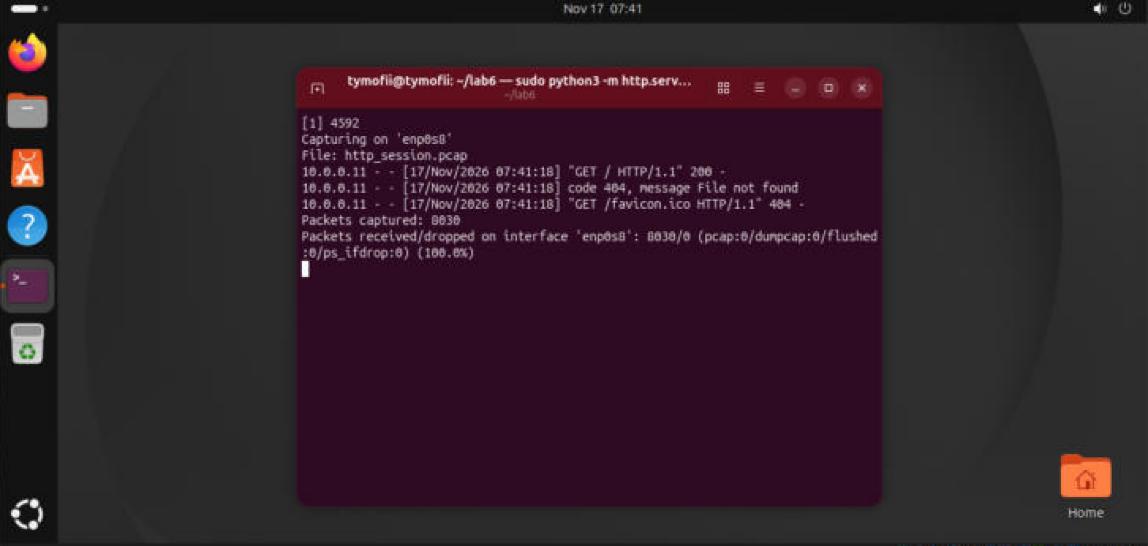 Nov 17 07:41
tymofii@tymofii: ~/lab6 — sudo python3 -m http.serv...
~/lab6
[1] 4592
Capturing on 'enp0s8'
File: http_session.pcap
10.0.0.11 - - [17/Nov/2026 07:41:18] "GET / HTTP/1.1" 200 -
10.0.0.11 - - [17/Nov/2026 07:41:18] code 404, message File not found
10.0.0.11 - - [17/Nov/2026 07:41:18] "GET /favicon.ico HTTP/1.1" 404 -
Packets captured: 8030
Packets received/dropped on interface 'enp0s8': 8030/0 (pcap:0/dumpcap:0/flushed
:0/ps_ifdrop:0) (100.0%)
Home